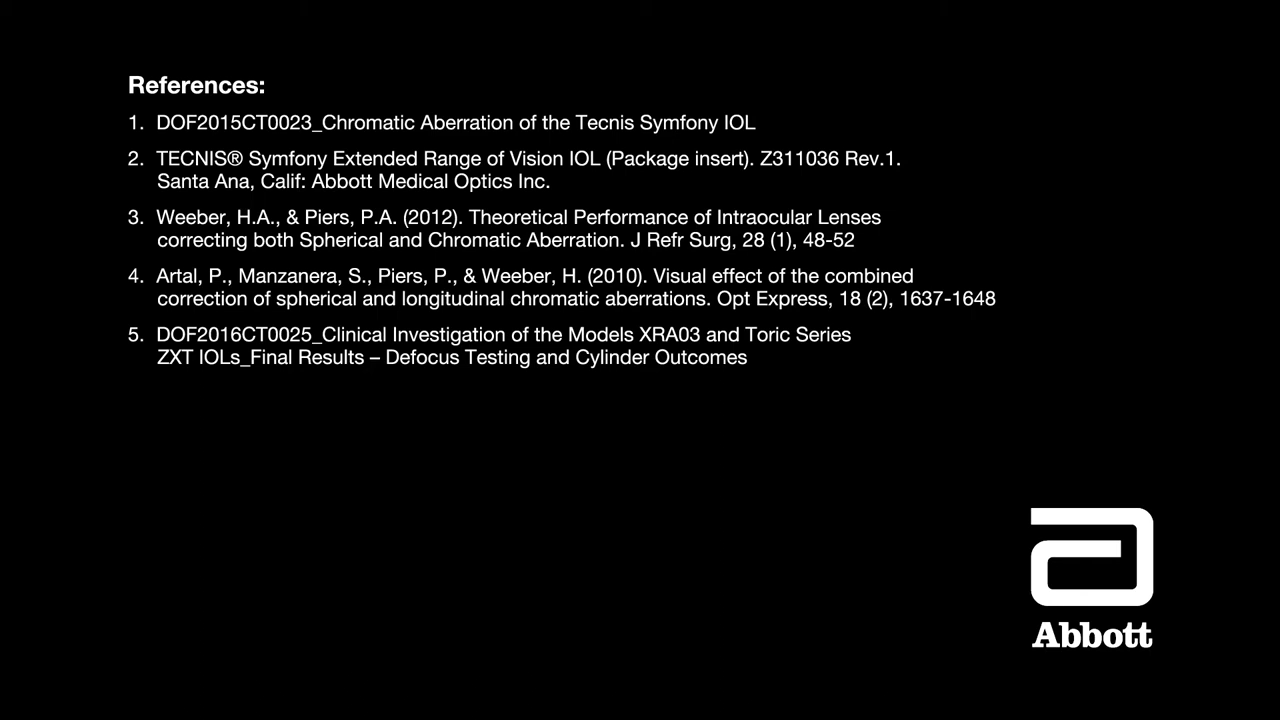 References:
1. DOF2015CT0023_Chromatic Aberration of the Tecnis Symfony IOL
2. TECNIS® Symfony Extended Range of Vision IOL (Package insert). Z311036 Rev.1.
Santa Ana, Calif: Abbott Medical Optics Inc.
3. Weeber, H.A., & Piers, P.A. (2012). Theoretical Performance of Intraocular Lenses
correcting both Spherical and Chromatic Aberration. J Refr Surg, 28 (1), 48-52
4. Artal, P., Manzanera, S., Piers, P., & Weeber, H. (2010). Visual effect of the combined
correction of spherical and longitudinal chromatic aberrations. Opt Express, 18 (2), 1637-1648
5. DOF2016CT0025_Clinical Investigation of the Models XRA03 and Toric Series
ZXT IOLs_Final Results – Defocus Testing and Cylinder Outcomes
Abbott